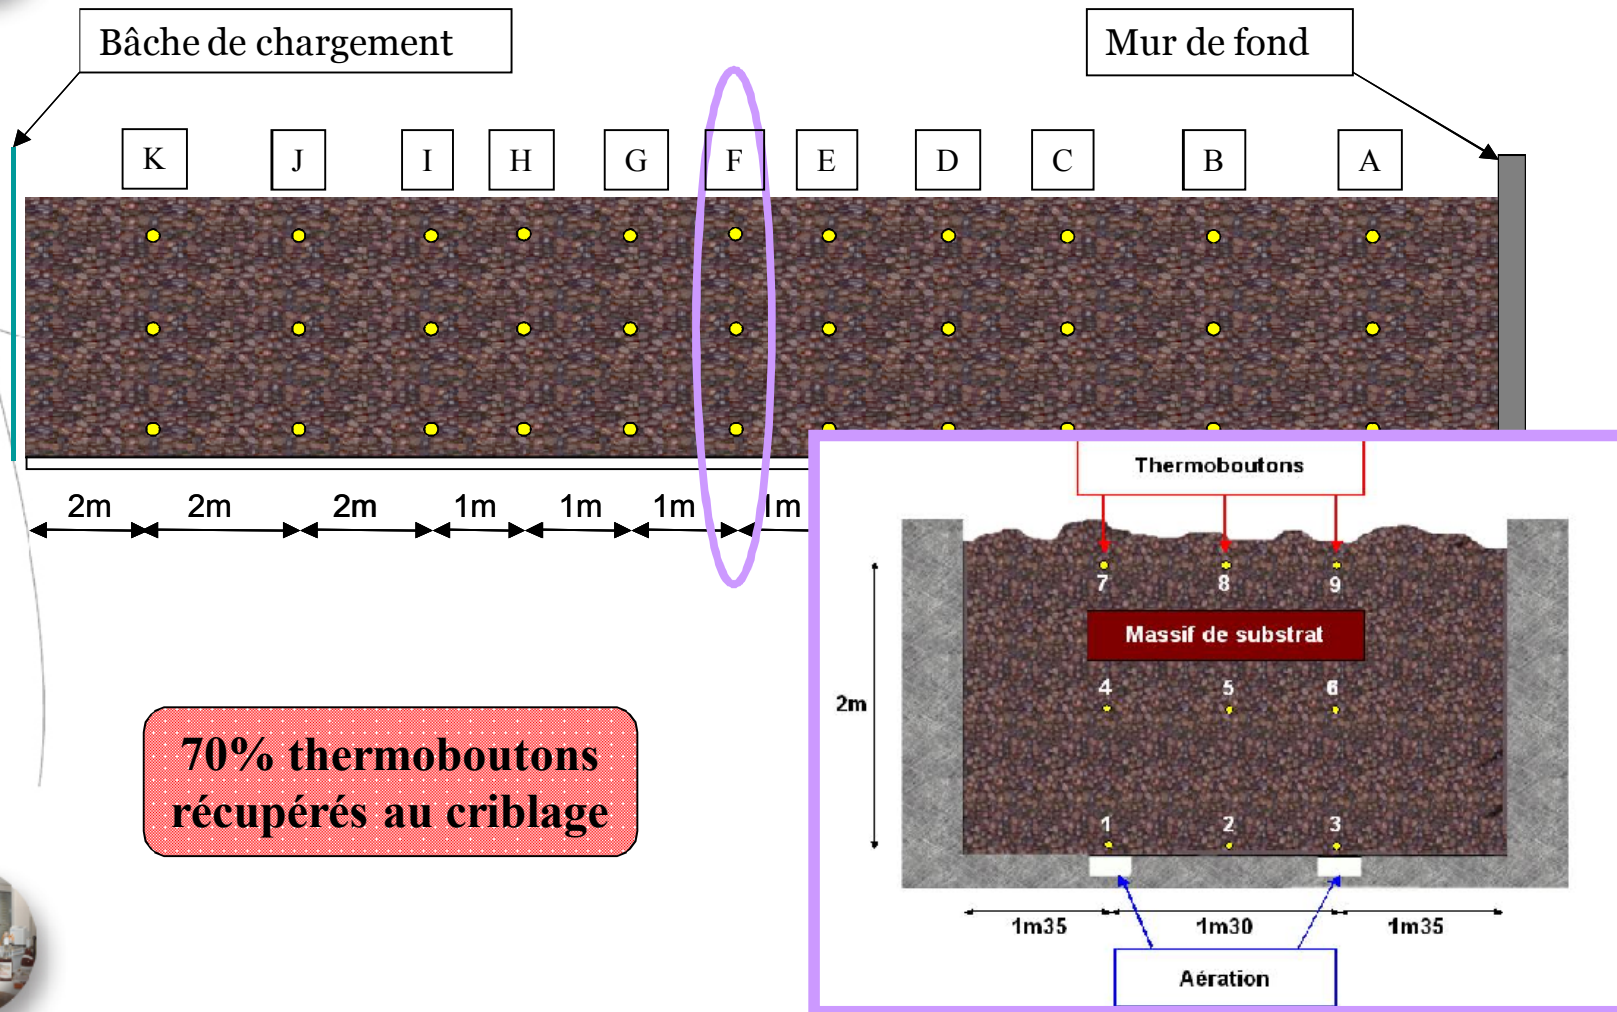 Bâche de chargement
Mur de fond
K J I H G F E D C B A
2m 2m 2m 1m 1m 1m 1m
Thermoboutons
7 8 9
Massif de substrat
4 5 6
2m
1 2 3
1m35 1m30 1m35
Aération
70% thermoboutons
récupérés au criblage